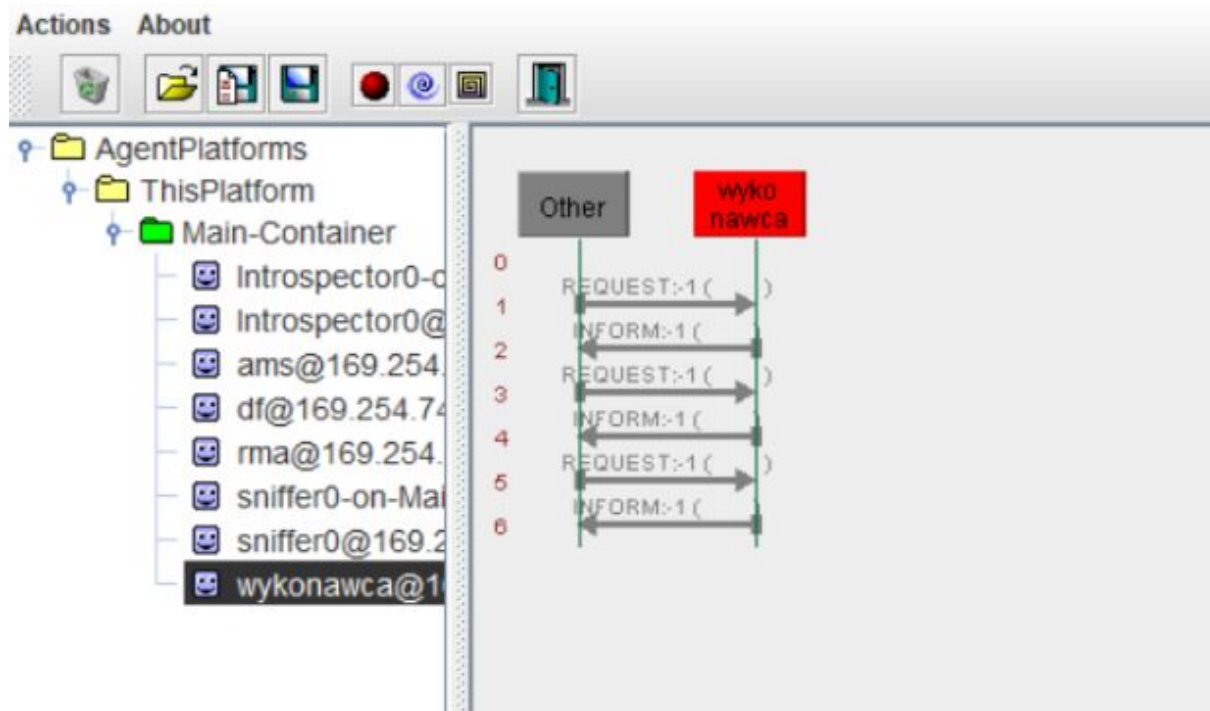 Actions About
AgentPlatforms
ThisPlatform
Main-Container
Introspector0-o
Introspector0@
ams@169.254.
df@169.254.74
rma@169.254.
sniffer0-on-Mai
sniffer0@169.2
wykonawca@16
Other
wyko
nawca
0
REQUEST:-1 ( )
1
INFORM:-1 (
2
REQUEST:-1 ( )
3
INFORM:-1 (
4
REQUEST:-1 ( )
5
INFORM:-1 (
6